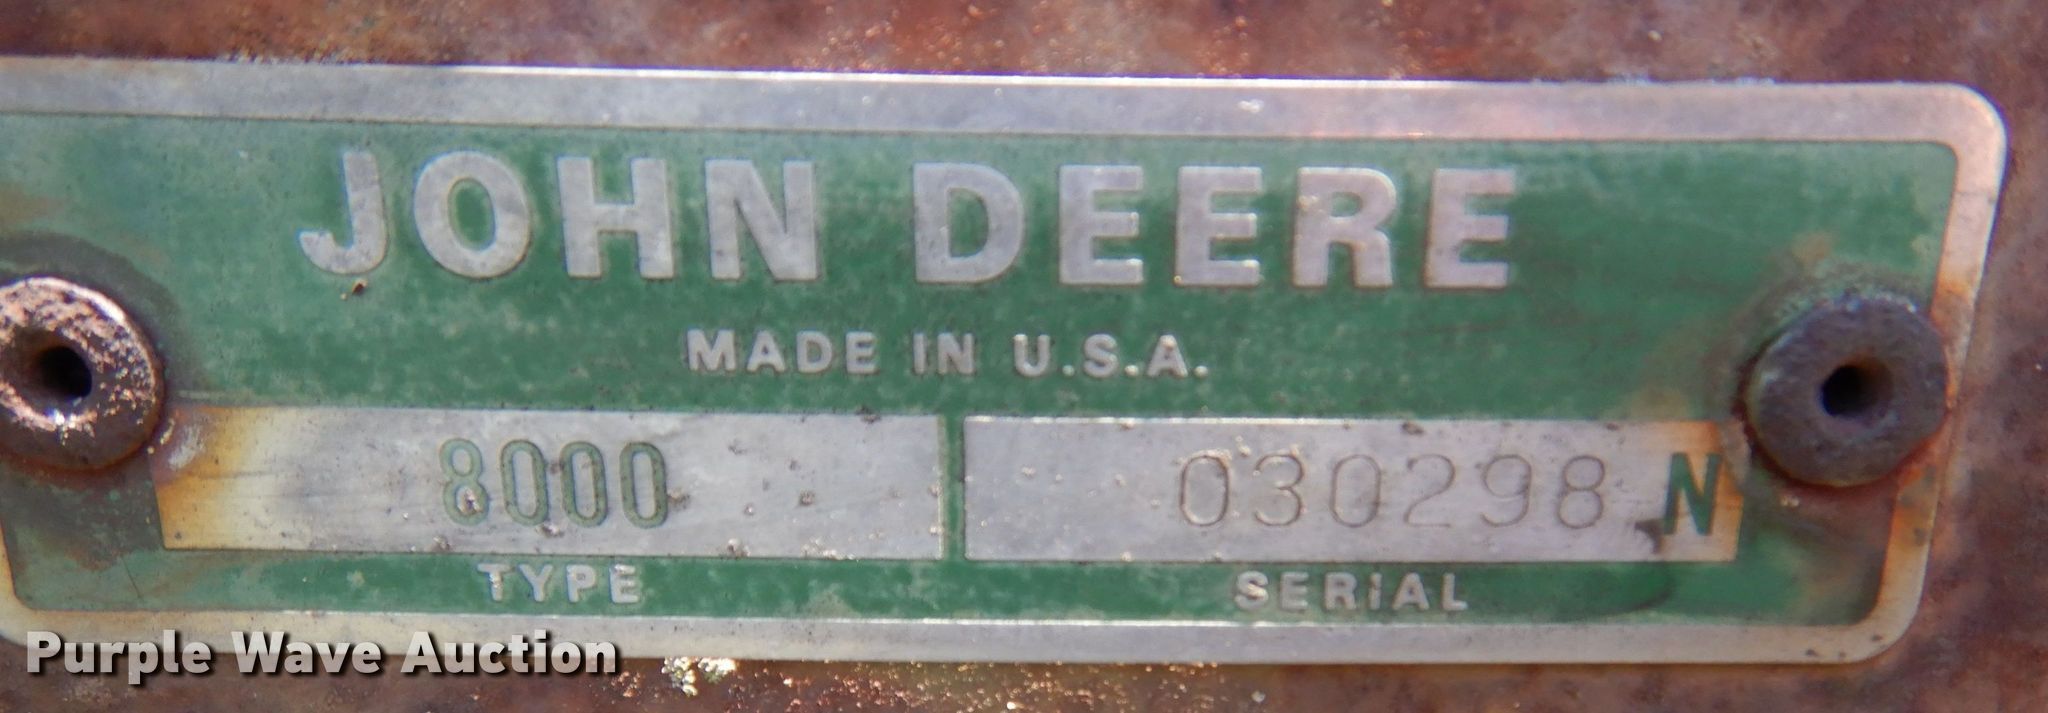 JOHN DEERE
MADE IN U.S.A.
8000 030298 N
TYPE SERIAL
Purple Wave Auction